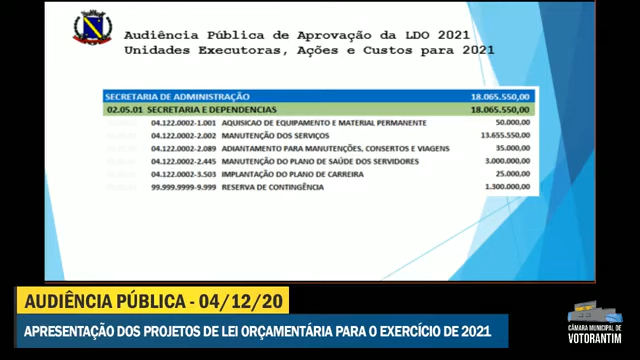 Audiência Pública de Aprovação da LDO 2021
Unidades Executoras, Ações e Custos para 2021
SECRETARIA DE ADMINISTRAÇÃO 18.065.550,00
02.05.01 SECRETARIA E DEPENDENCIAS 18.065.550,00
04.122.0002-1.001 AQUISICAO DE EQUIPAMENTO E MATERIAL PERMANENTE 50.000,00
04.122.0002-2.002 MANUTENÇÃO DOS SERVIÇOS 13.655.550,00
04.122.0002-2.089 ADIANTAMENTO PARA MANUTENÇÕES, CONSERTOS E VIAGENS 35.000,00
04.122.0002-2.445 MANUTENÇÃO DO PLANO DE SAÚDE DOS SERVIDORES 3.000.000,00
04.122.0002-3.503 IMPLANTAÇÃO DO PLANO DE CARREIRA 25.000,00
99.999.9999-9.999 RESERVA DE CONTINGÊNCIA 1.300.000,00
AUDIÊNCIA PÚBLICA - 04/12/20
APRESENTAÇÃO DOS PROJETOS DE LEI ORÇAMENTÁRIA PARA O EXERCÍCIO DE 2021
CÂMARA MUNICIPAL DE
VOTORANTIM